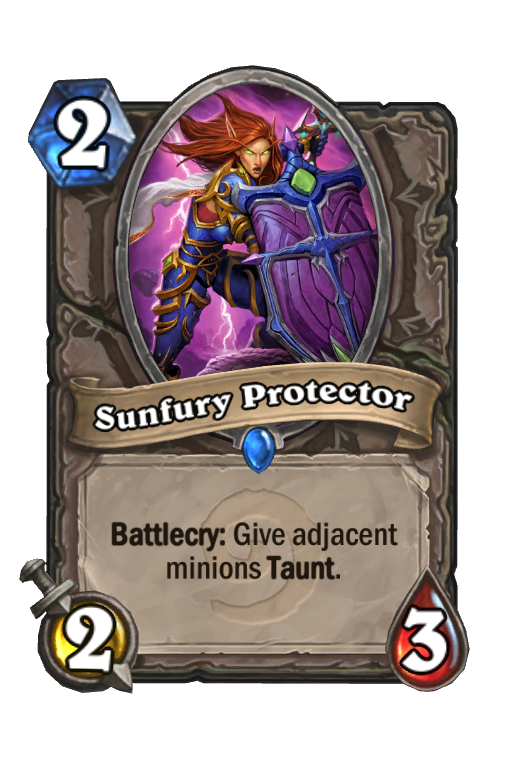 2
Sunfury Protector
Battlecry: Give adjacent
minions Taunt.
2
3